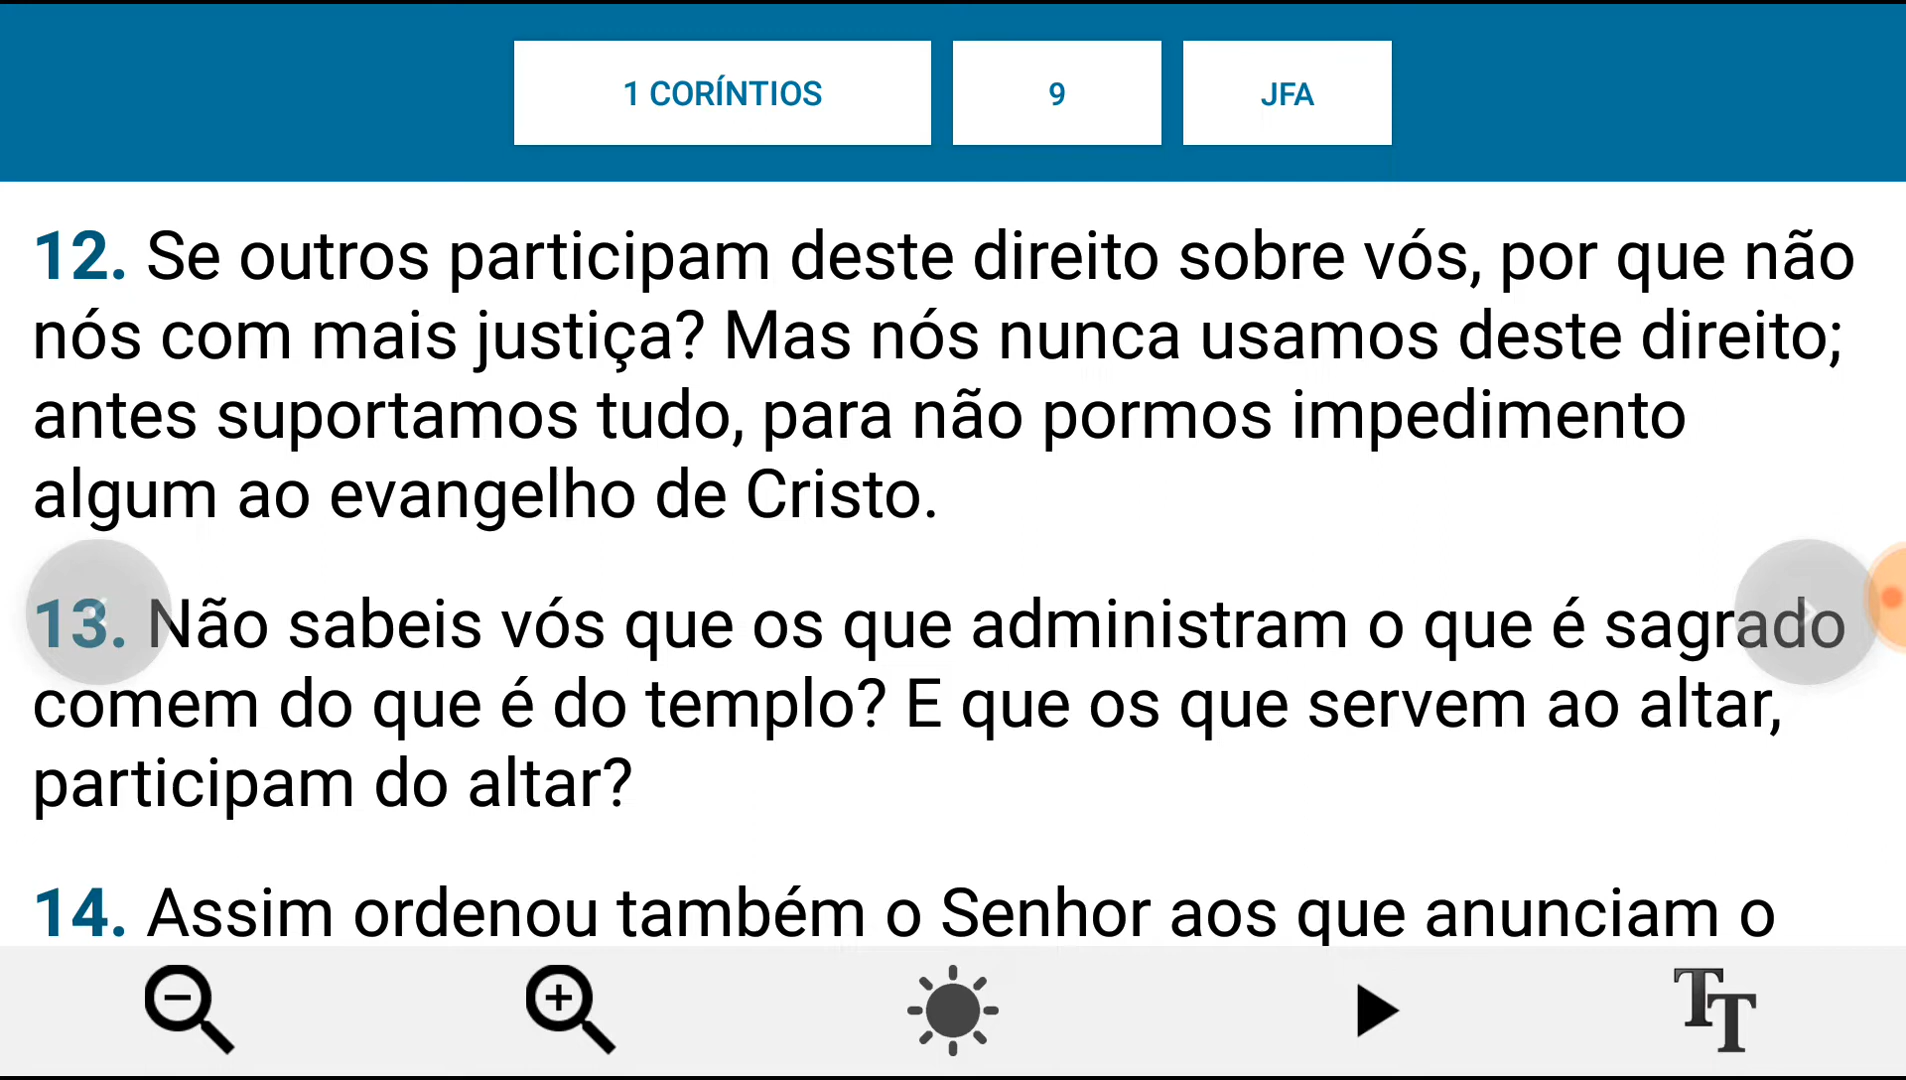 1 CORÍNTIOS 9 JFA
12. Se outros participam deste direito sobre vós, por que não
nós com mais justiça? Mas nós nunca usamos deste direito;
antes suportamos tudo, para não pormos impedimento
algum ao evangelho de Cristo.
13. Não sabeis vós que os que administram o que é sagrado
comem do que é do templo? E que os que servem ao altar,
participam do altar?
14. Assim ordenou também o Senhor aos que anunciam o
TT